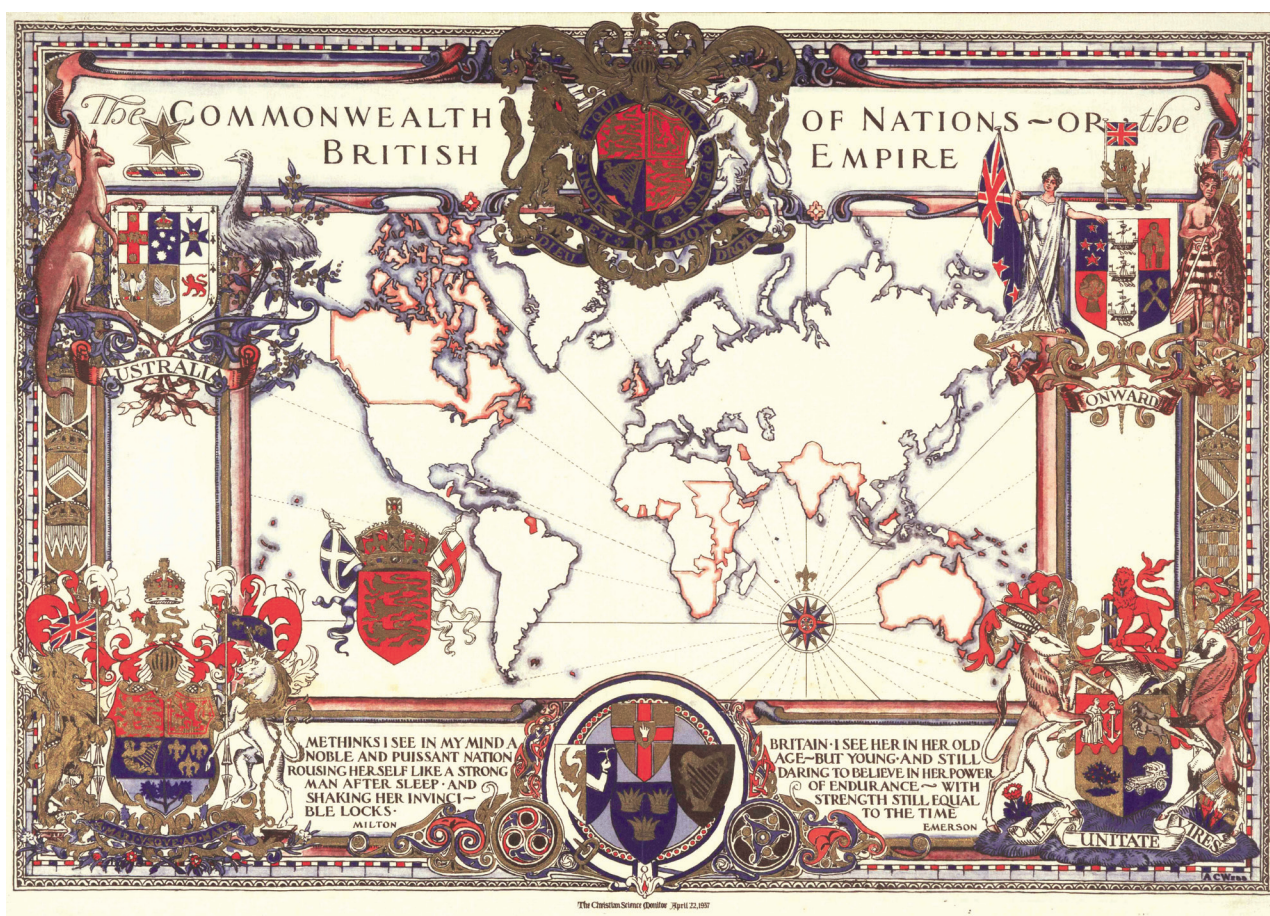 The COMMONWEALTH OF NATIONS~OR the
BRITISH EMPIRE
DIEU ET MON DROIT
AUSTRALIA
ONWARD
METHINKS I SEE IN MY MIND A
NOBLE AND PUISSANT NATION
ROUSING HERSELF LIKE A STRONG
MAN AFTER SLEEP·AND
SHAKING HER INVINCI~
BLE LOCKS·
MILTON
BRITAIN·I SEE HER IN HER OLD
AGE~BUT YOUNG·AND STILL
DARING TO BELIEVE IN HER POWER
OF ENDURANCE~WITH
STRENGTH STILL EQUAL
TO THE TIME
EMERSON
EX UNITATE VIRES
A C WEBB
The Christian Science Monitor April 22, 1937